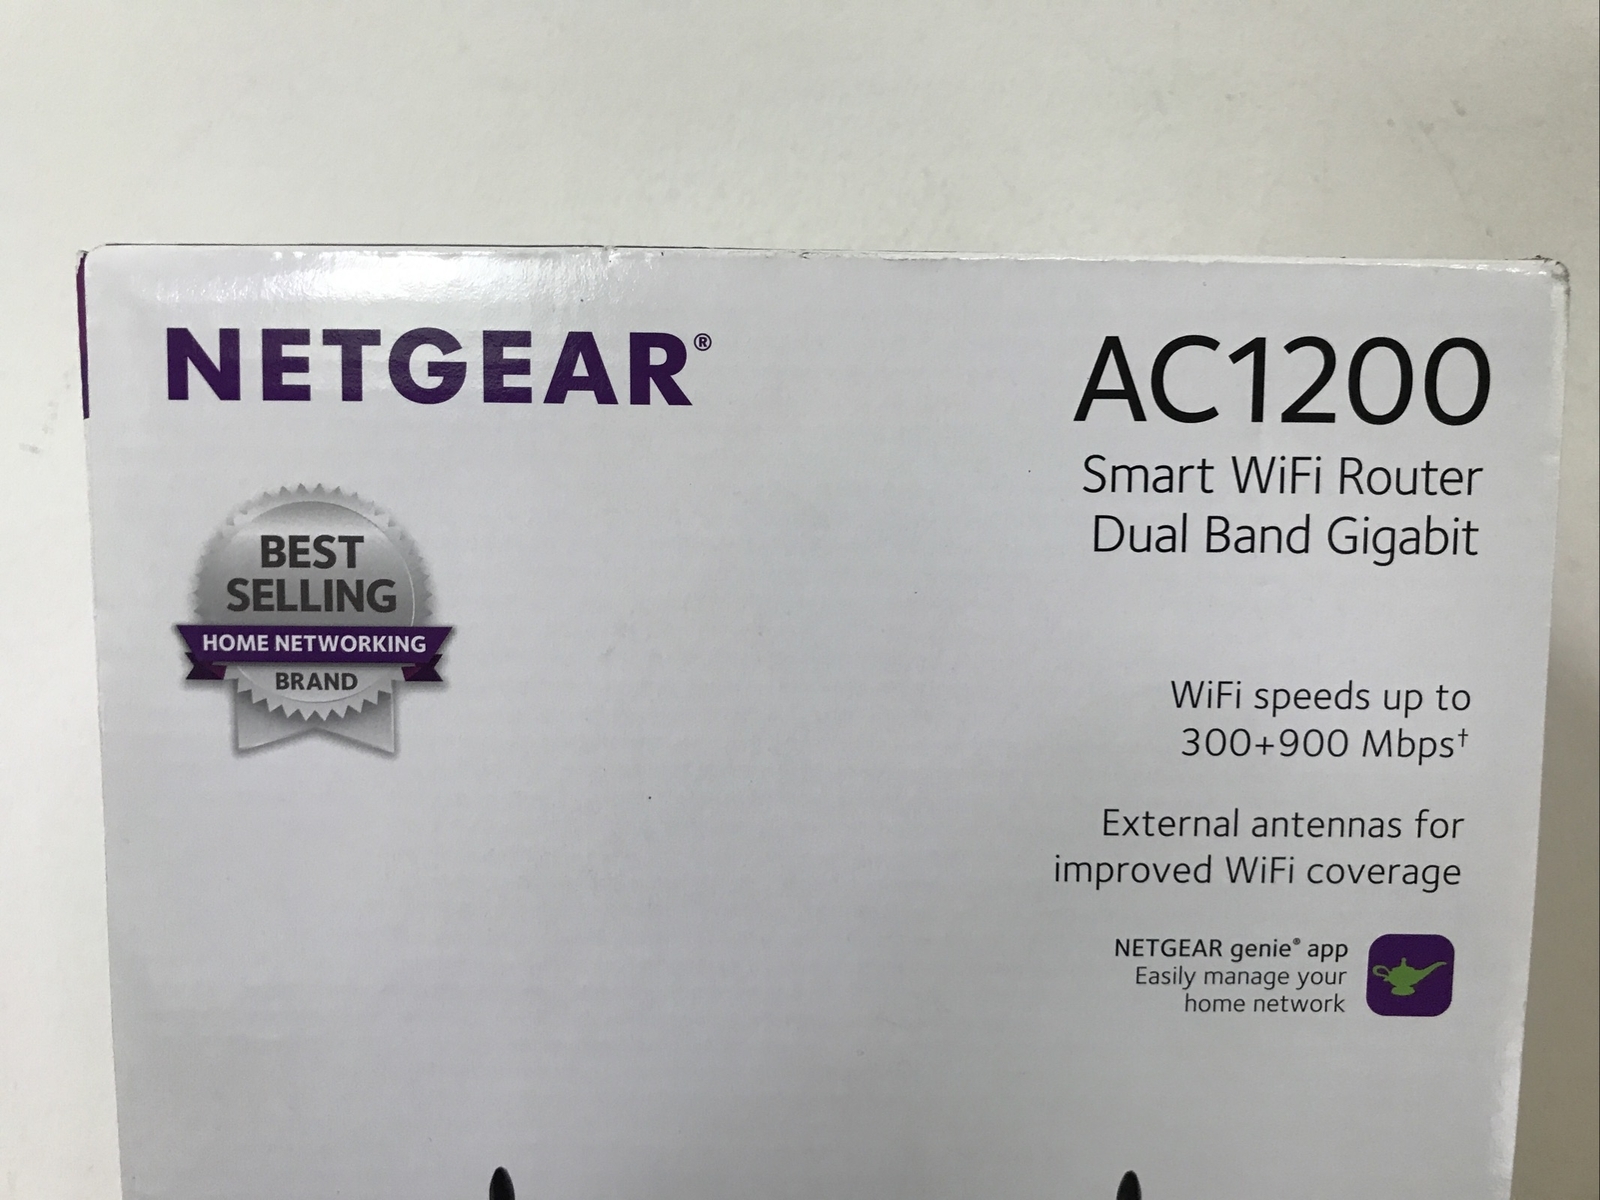 NETGEAR®
AC1200
Smart WiFi Router
Dual Band Gigabit
BEST
SELLING
HOME NETWORKING
BRAND
WiFi speeds up to
300+900 Mbps†
External antennas for
improved WiFi coverage
NETGEAR genie® app
Easily manage your
home network